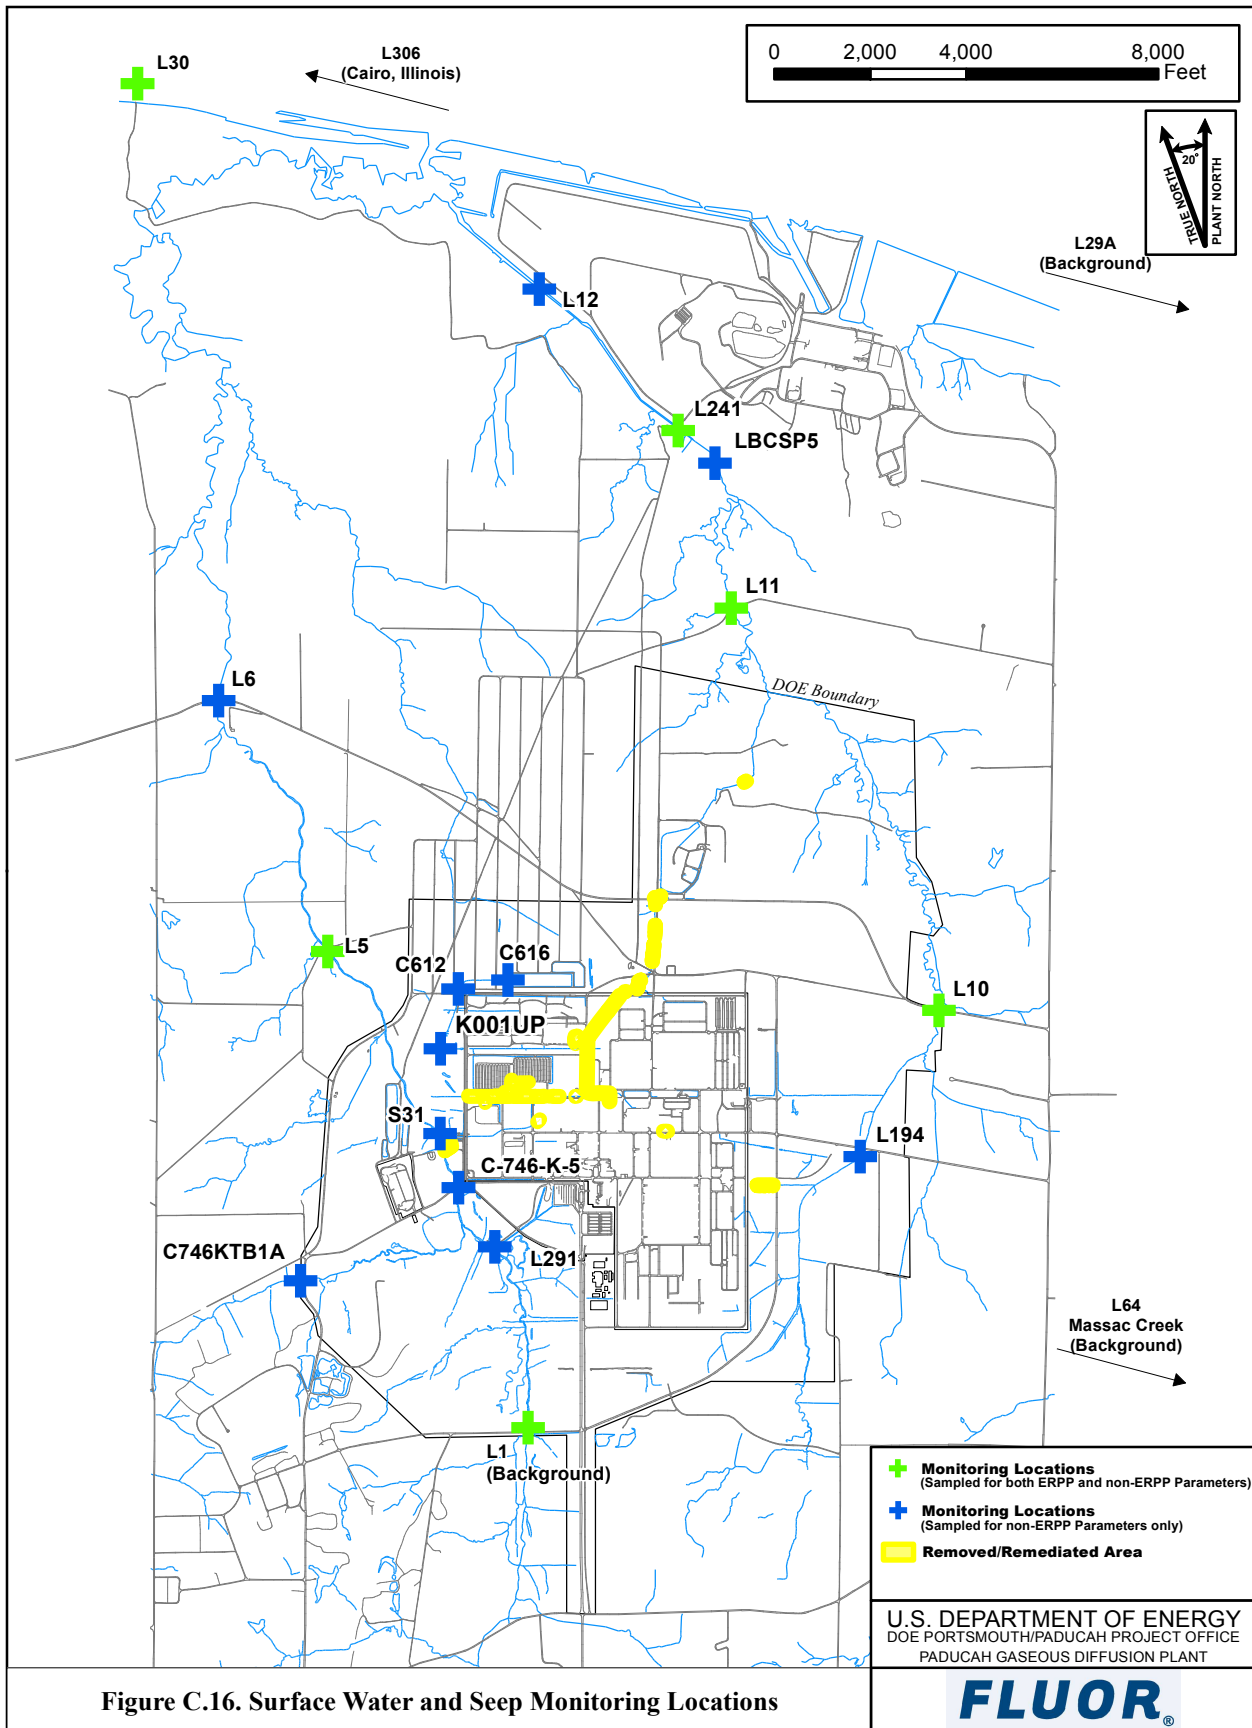 L30
L306
(Cairo, Illinois)
0 2,000 4,000 8,000
Feet
TRUE NORTH
20°
PLANT NORTH
L29A
(Background)
L12
L241
LBCSP5
L11
DOE Boundary
L6
L5
C612
C616
L10
K001UP
S31
L194
C-746-K-5
C746KTB1A
L291
L64
Massac Creek
(Background)
L1
(Background)
Monitoring Locations
(Sampled for both ERPP and non-ERPP Parameters)
Monitoring Locations
(Sampled for non-ERPP Parameters only)
Removed/Remediated Area
U.S. DEPARTMENT OF ENERGY
DOE PORTSMOUTH/PADUCAH PROJECT OFFICE
PADUCAH GASEOUS DIFFUSION PLANT
Figure C.16. Surface Water and Seep Monitoring Locations
FLUOR®